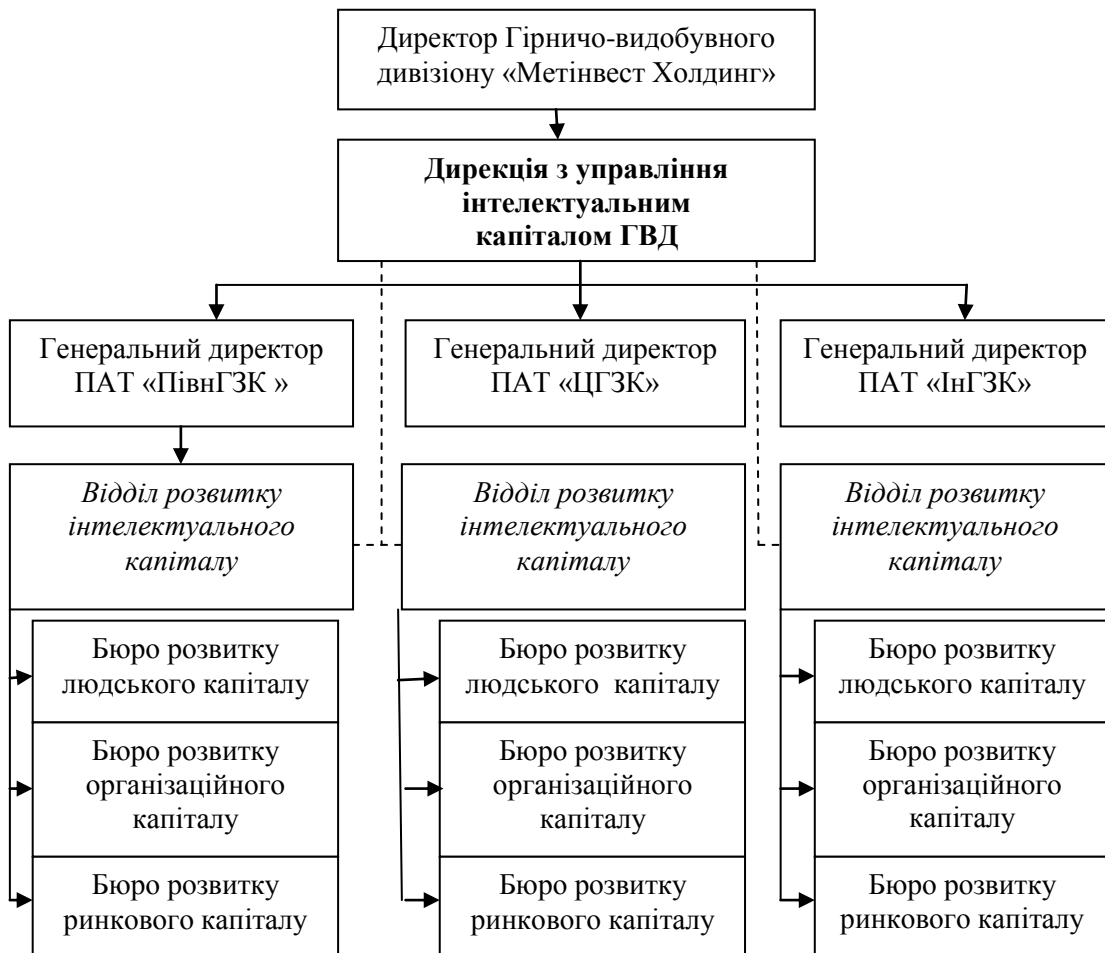 Директор Гірничо-видобувного
дивізіону «Метінвест Холдинг»
Дирекція з управління
інтелектуальним
капіталом ГВД
Генеральний директор
ПАТ «ПівнГЗК »
Генеральний директор
ПАТ «ЦГЗК»
Генеральний директор
ПАТ «ІнГЗК»
Відділ розвитку
інтелектуального
капіталу
Відділ розвитку
інтелектуального
капіталу
Відділ розвитку
інтелектуального
капіталу
Бюро розвитку
людського капіталу
Бюро розвитку
людського  капіталу
Бюро розвитку
людського капіталу
Бюро розвитку
організаційного
капіталу
Бюро розвитку
організаційного
капіталу
Бюро розвитку
організаційного
капіталу
Бюро розвитку
ринкового капіталу
Бюро розвитку
ринкового капіталу
Бюро розвитку
ринкового капіталу